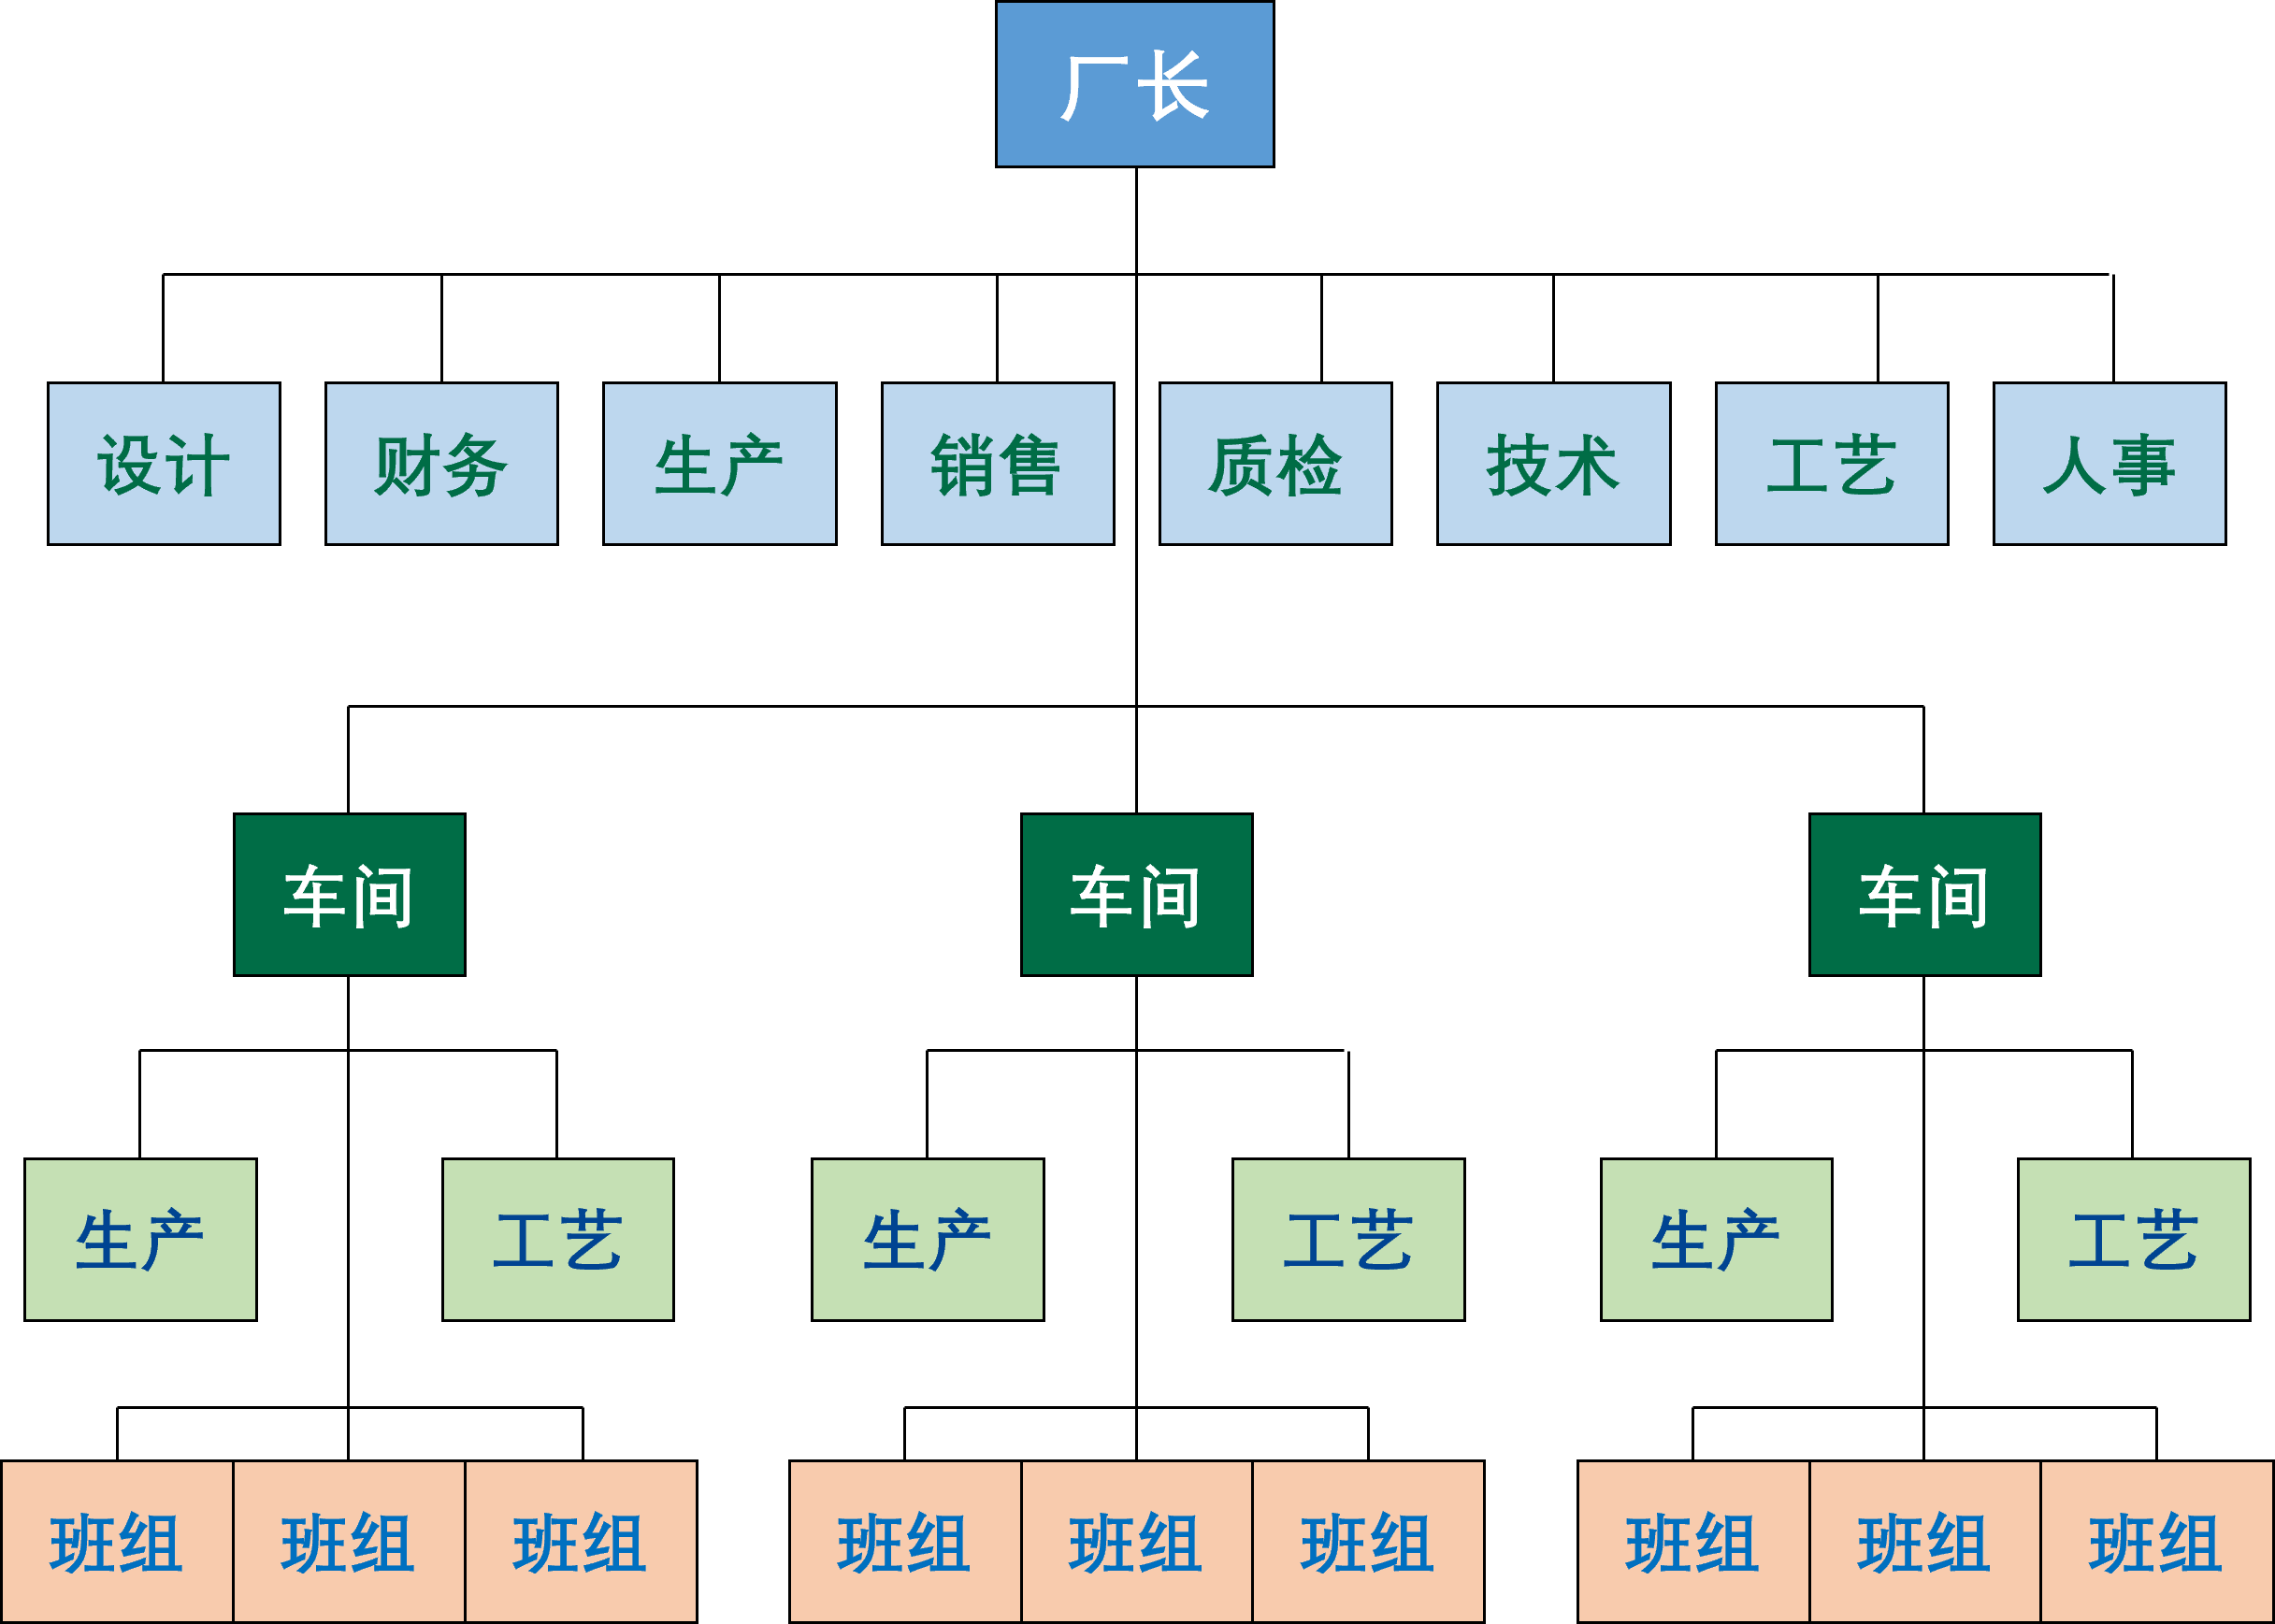 厂长
设计 财务 生产 销售 质检 技术 工艺 人事
车间 车间 车间
生产 工艺 生产 工艺 生产 工艺
班组 班组 班组 班组 班组 班组 班组 班组 班组